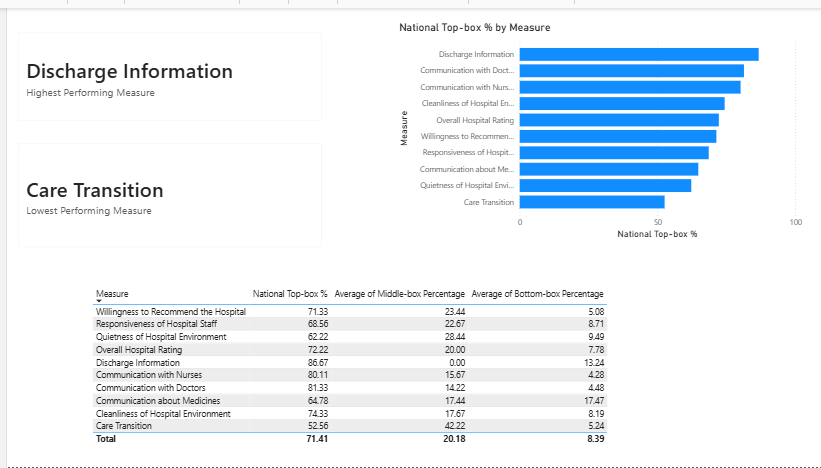 National Top-box % by Measure
Discharge Information
Highest Performing Measure
Care Transition
Lowest Performing Measure
Measure
Discharge Information
Communication with Doct...
Communication with Nurs...
Cleanliness of Hospital En...
Overall Hospital Rating
Willingness to Recommen...
Responsiveness of Hospit...
Communication about Me...
Quietness of Hospital Envi...
Care Transition
0 50 100
National Top-box %
Measure National Top-box % Average of Middle-box Percentage Average of Bottom-box Percentage
Willingness to Recommend the Hospital 71.33 23.44 5.08
Responsiveness of Hospital Staff 68.56 22.67 8.71
Quietness of Hospital Environment 62.22 28.44 9.49
Overall Hospital Rating 72.22 20.00 7.78
Discharge Information 86.67 0.00 13.24
Communication with Nurses 80.11 15.67 4.28
Communication with Doctors 81.33 14.22 4.48
Communication about Medicines 64.78 17.44 17.47
Cleanliness of Hospital Environment 74.33 17.67 8.19
Care Transition 52.56 42.22 5.24
Total 71.41 20.18 8.39